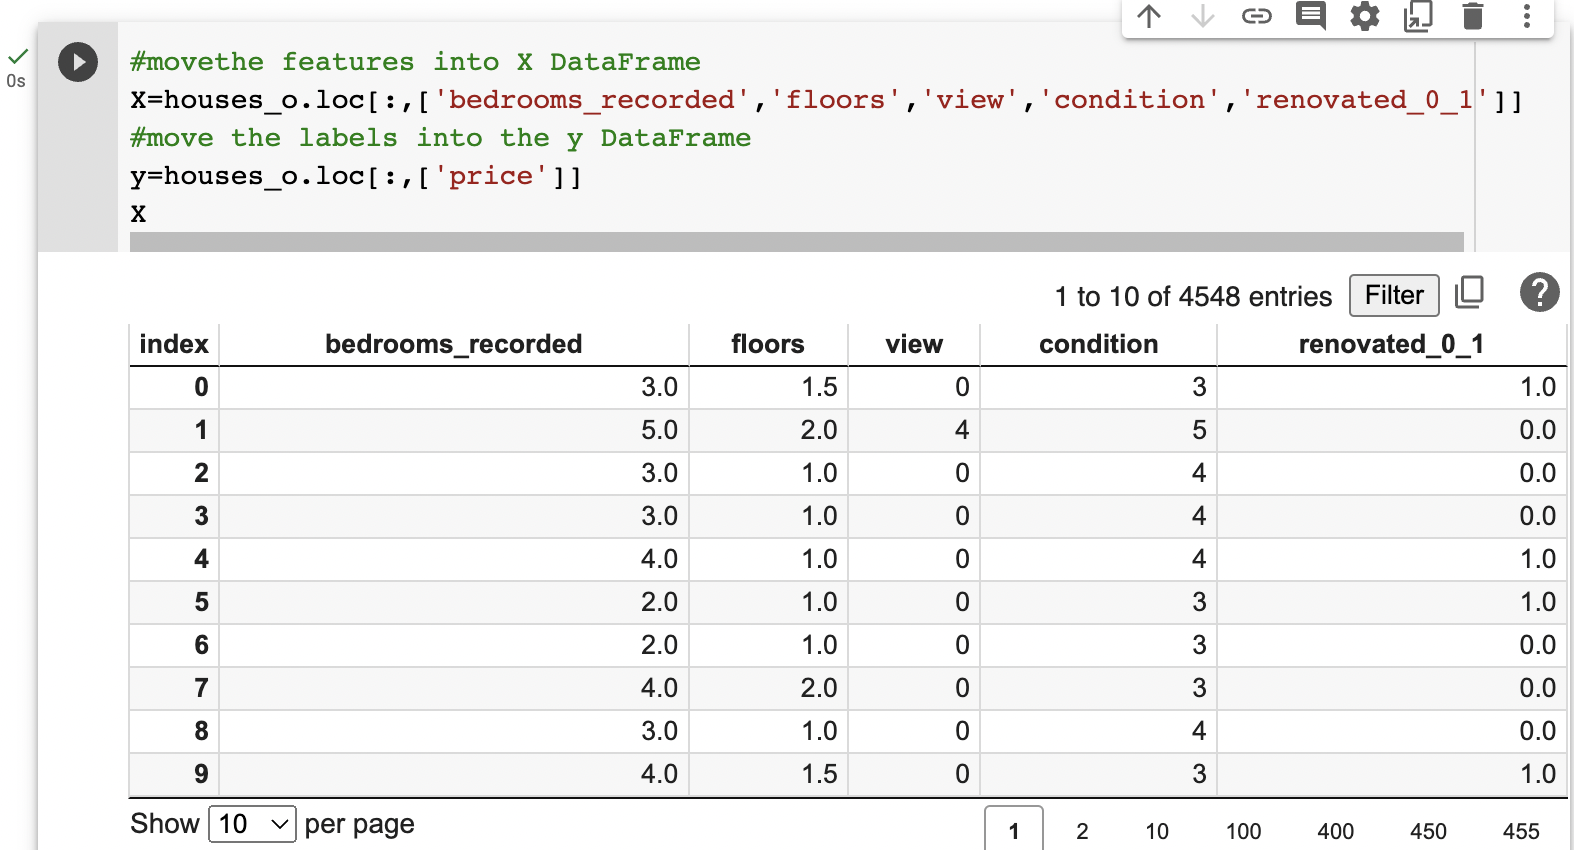 0s
#movethe features into X DataFrame
X=houses_o.loc[:,['bedrooms_recorded','floors','view','condition','renovated_0_1']]
#move the labels into the y DataFrame
y=houses_o.loc[:,['price']]
X
1 to 10 of 4548 entries Filter ?
index bedrooms_recorded floors view condition renovated_0_1
0 3.0 1.5 0 3 1.0
1 5.0 2.0 4 5 0.0
2 3.0 1.0 0 4 0.0
3 3.0 1.0 0 4 0.0
4 4.0 1.0 0 4 1.0
5 2.0 1.0 0 3 1.0
6 2.0 1.0 0 3 0.0
7 4.0 2.0 0 3 0.0
8 3.0 1.0 0 4 0.0
9 4.0 1.5 0 3 1.0
Show 10 per page 1 2 10 100 400 450 455